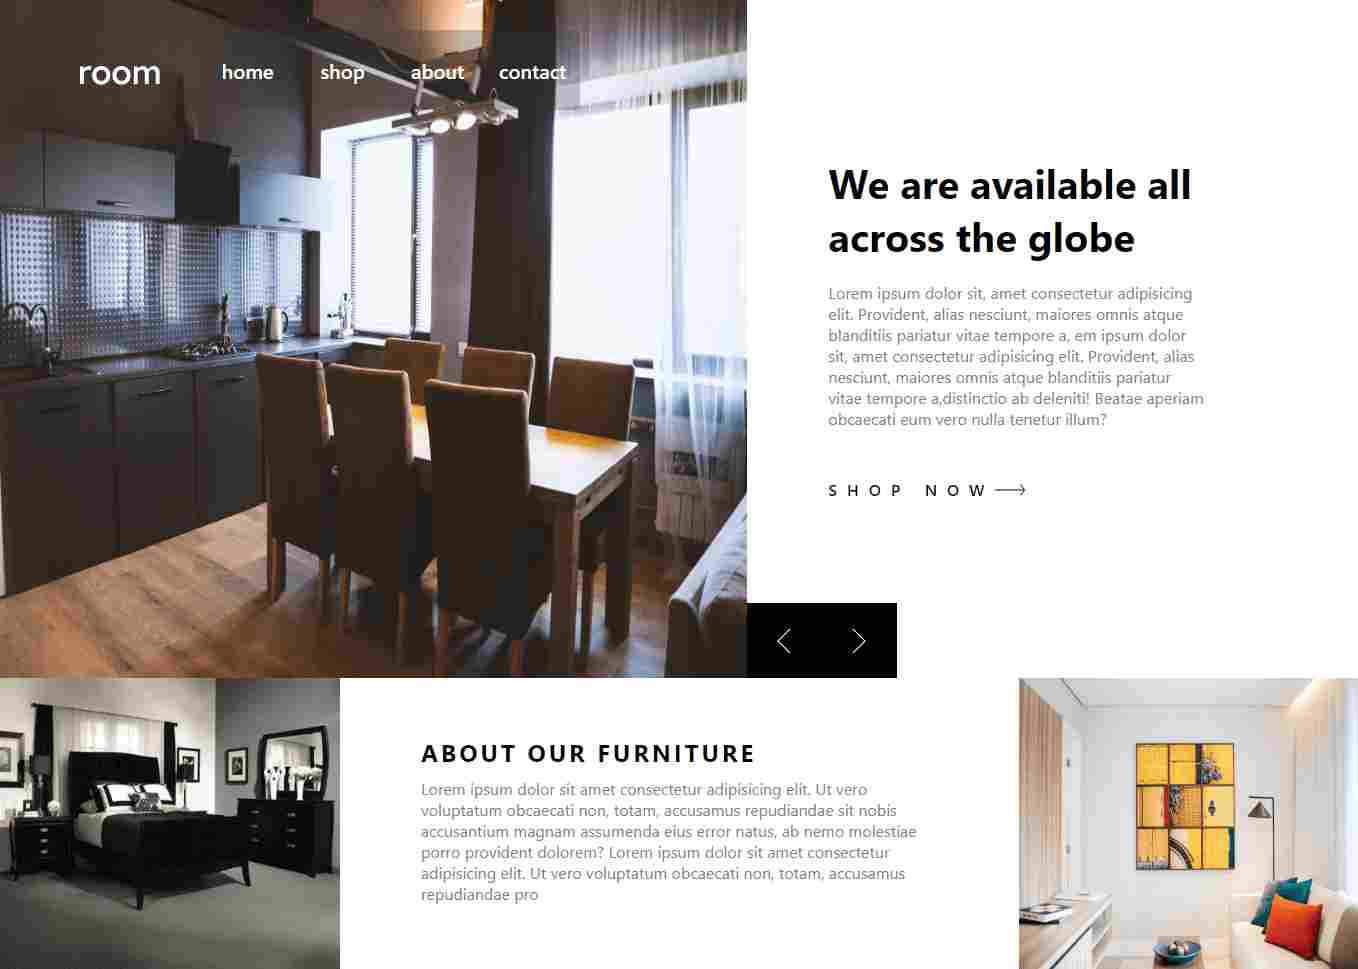 room home shop about contact
We are available all
across the globe
Lorem ipsum dolor sit, amet consectetur adipisicing
elit. Provident, alias nesciunt, maiores omnis atque
blanditiis pariatur vitae tempore a, em ipsum dolor
sit, amet consectetur adipisicing elit. Provident, alias
nesciunt, maiores omnis atque blanditiis pariatur
vitae tempore a,distinctio ab deleniti! Beatae aperiam
obcaecati eum vero nulla tenetur illum?
SHOP NOW
ABOUT OUR FURNITURE
Lorem ipsum dolor sit amet consectetur adipisicing elit. Ut vero
voluptatum obcaecati non, totam, accusamus repudiandae sit nobis
accusantium magnam assumenda eius error natus, ab nemo molestiae
porro provident dolorem? Lorem ipsum dolor sit amet consectetur
adipisicing elit. Ut vero voluptatum obcaecati non, totam, accusamus
repudiandae pro